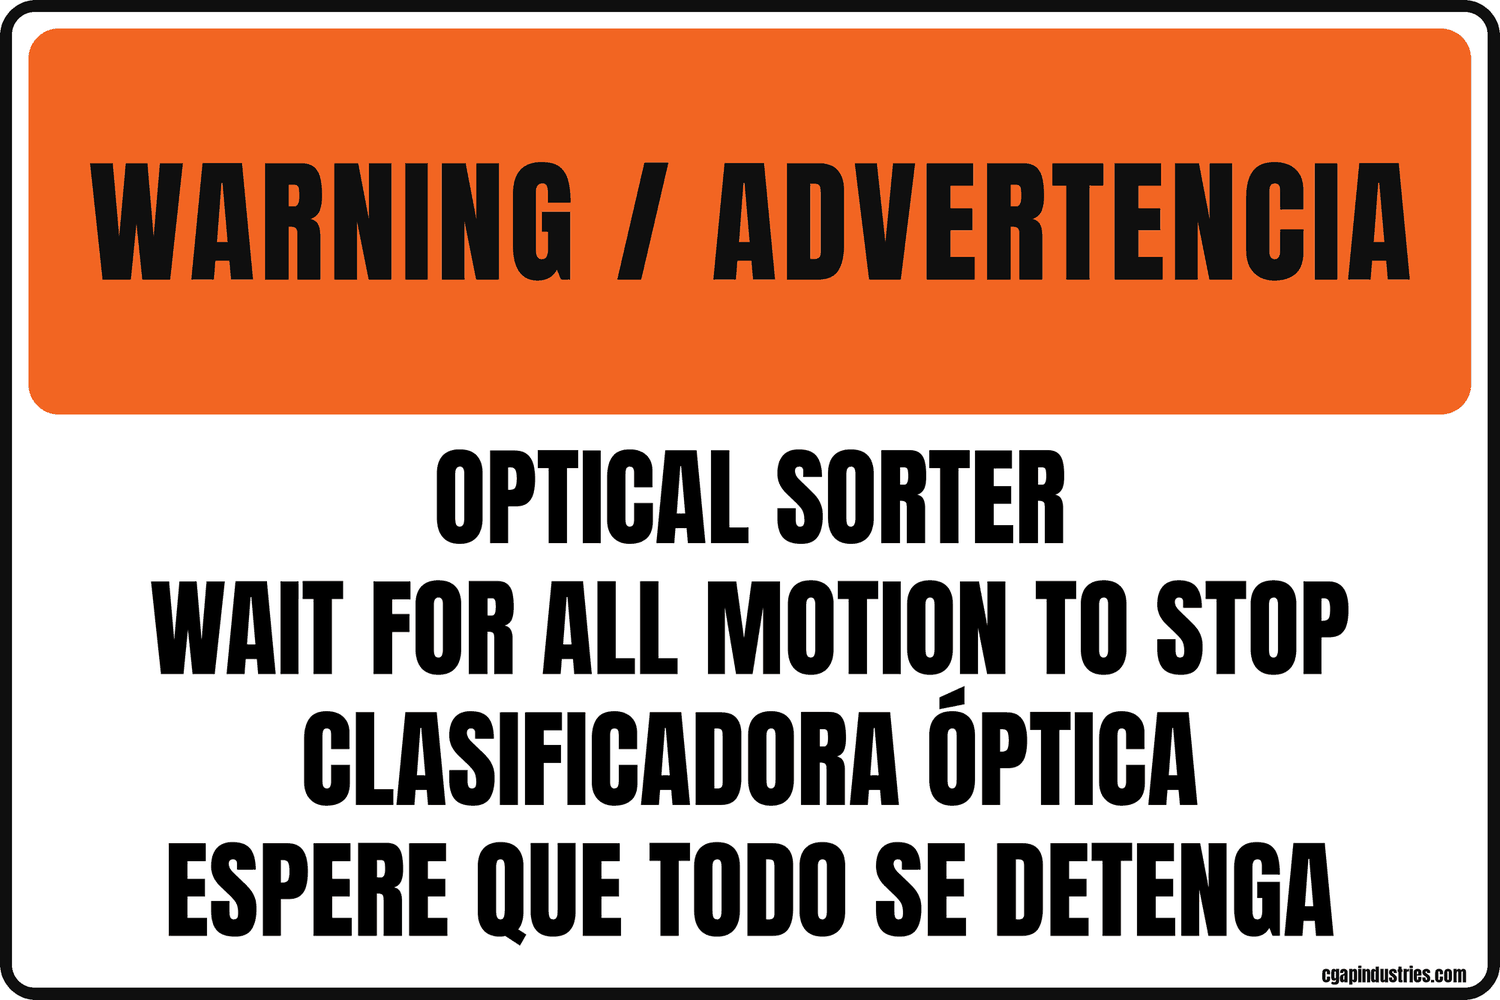 WARNING / ADVERTENCIA
OPTICAL SORTER
WAIT FOR ALL MOTION TO STOP
CLASIFICADORA ÓPTICA
ESPERE QUE TODO SE DETENGA
cgapindustries.com